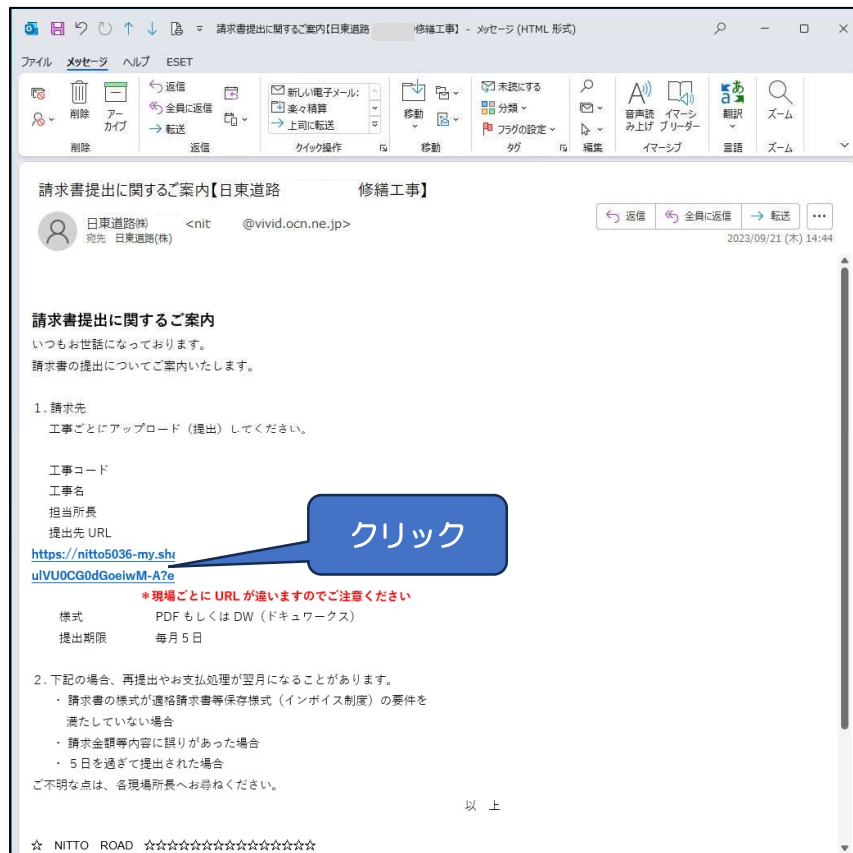 請求書提出に関するご案内【日東道路 修繕工事】 - メッセージ (HTML 形式)
ファイル メッセージ ヘルプ ESET
削除 アーカイブ
返信
全員に返信
転送
新しい電子メール:
楽々精算
上司に転送
移動
未読にする
分類
フラグの設定
音声読み上げ イマーシブ リーダー
翻訳
ズーム
削除 返信 クイック操作 移動 タグ 編集 イマーシブ 言語 ズーム
請求書提出に関するご案内【日東道路 修繕工事】
日東道路㈱ <nit @vivid.ocn.ne.jp>
宛先 日東道路(株)
返信 全員に返信 転送
2023/09/21 (木) 14:44
請求書提出に関するご案内
いつもお世話になっております。
請求書の提出についてご案内いたします。
1. 請求先
工事ごとにアップロード（提出）してください。
工事コード
工事名
担当所長
提出先 URL
https://nitto5036-my.sha
ulVU0CG0dGoeiwM-A?e
クリック
＊現場ごとに URL が違いますのでご注意ください
様式 PDF もしくは DW（ドキュワークス）
提出期限 毎月５日
2. 下記の場合、再提出やお支払処理が翌月になることがあります。
・ 請求書の様式が適格請求書等保存様式（インボイス制度）の要件を
満たしていない場合
・ 請求金額等内容に誤りがあった場合
・ ５日を過ぎて提出された場合
ご不明な点は、各現場所長へお尋ねください。
以 上
☆ NITTO ROAD ☆☆☆☆☆☆☆☆☆☆☆☆☆☆☆